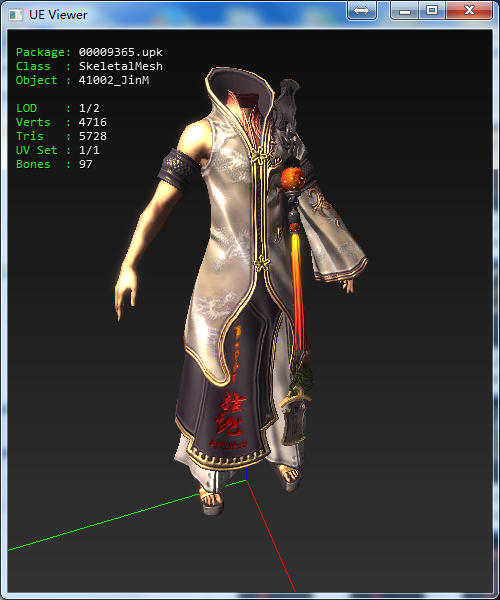 UE Viewer
Package: 00009365.upk
Class  : SkeletalMesh
Object : 41002_JinM
LOD    : 1/2
Verts  : 4716
Tris   : 5728
UV Set : 1/1
Bones  : 97